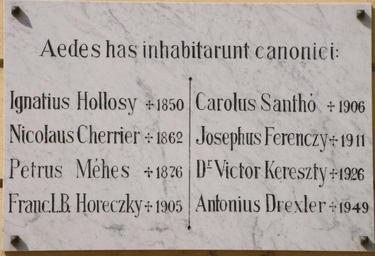 Aedes has inhabitarunt canonici:
Ignatius Hollosy ÷ 1850
Nicolaus Cherrier ÷ 1862
Petrus Méhes ÷ 1876
Franc.L.B. Horeczky ÷ 1905
Carolus Santhó ÷ 1906
Josephus Ferenczy ÷ 1911
Dr Victor Kereszty ÷ 1926
Antonius Drexler ÷ 1949